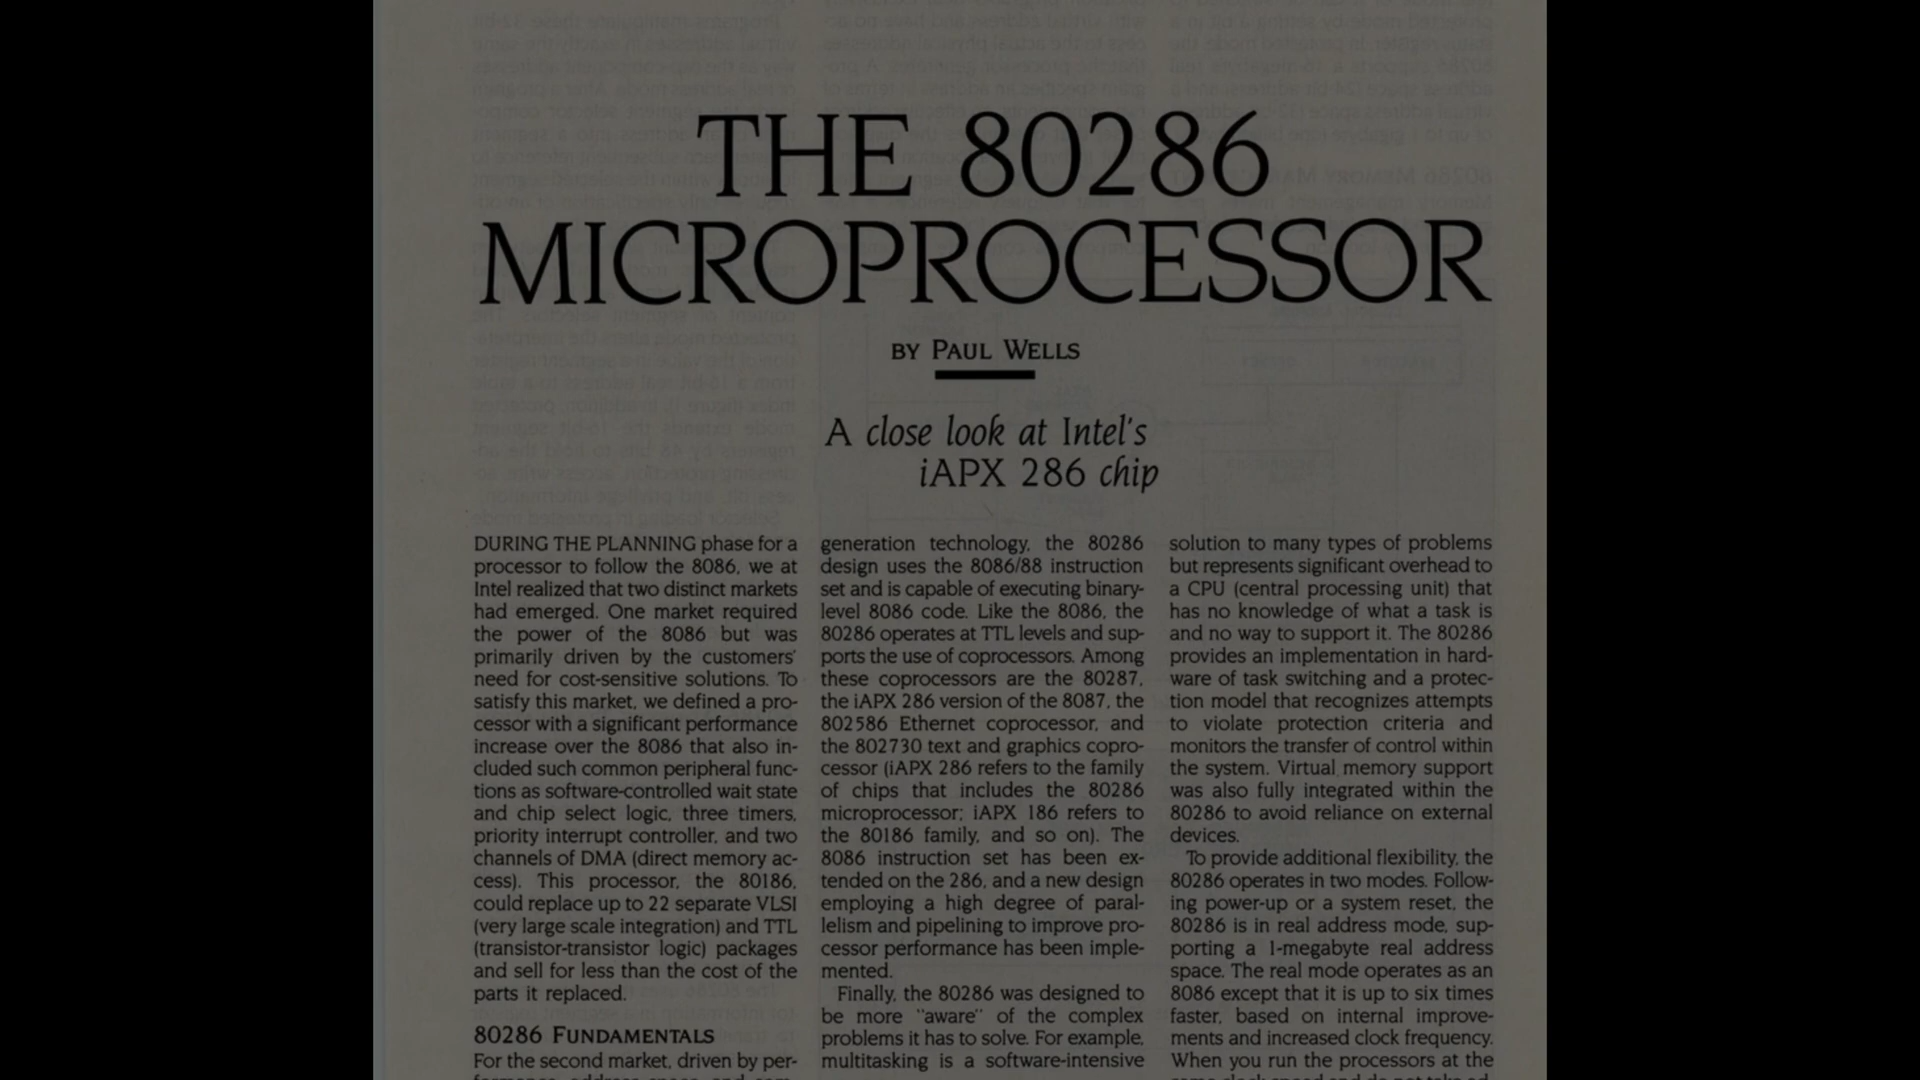 THE 80286
MICROPROCESSOR
BY PAUL WELLS
A close look at Intel's
iAPX 286 chip
DURING THE PLANNING phase for a
processor to follow the 8086, we at
Intel realized that two distinct markets
had emerged. One market required
the power of the 8086 but was
primarily driven by the customers'
need for cost-sensitive solutions. To
satisfy this market, we defined a pro-
cessor with a significant performance
increase over the 8086 that also in-
cluded such common peripheral func-
tions as software-controlled wait state
and chip select logic, three timers,
priority interrupt controller, and two
channels of DMA (direct memory ac-
cess). This processor, the 80186,
could replace up to 22 separate VLSI
(very large scale integration) and TTL
(transistor-transistor logic) packages
and sell for less than the cost of the
parts it replaced.
80286 FUNDAMENTALS
For the second market, driven by per-
generation technology, the 80286
design uses the 8086/88 instruction
set and is capable of executing binary-
level 8086 code. Like the 8086, the
80286 operates at TTL levels and sup-
ports the use of coprocessors. Among
these coprocessors are the 80287,
the iAPX 286 version of the 8087, the
802586 Ethernet coprocessor, and
the 802730 text and graphics copro-
cessor (iAPX 286 refers to the family
of chips that includes the 80286
microprocessor; iAPX 186 refers to
the 80186 family, and so on). The
8086 instruction set has been ex-
tended on the 286, and a new design
employing a high degree of paral-
lelism and pipelining to improve pro-
cessor performance has been imple-
mented.
Finally, the 80286 was designed to
be more "aware" of the complex
problems it has to solve. For example,
multitasking is a software-intensive
solution to many types of problems
but represents significant overhead to
a CPU (central processing unit) that
has no knowledge of what a task is
and no way to support it. The 80286
provides an implementation in hard-
ware of task switching and a protec-
tion model that recognizes attempts
to violate protection criteria and
monitors the transfer of control within
the system. Virtual memory support
was also fully integrated within the
80286 to avoid reliance on external
devices.
To provide additional flexibility, the
80286 operates in two modes. Follow-
ing power-up or a system reset, the
80286 is in real address mode, sup-
porting a 1-megabyte real address
space. The real mode operates as an
8086 except that it is up to six times
faster, based on internal improve-
ments and increased clock frequency.
When you run the processors at the